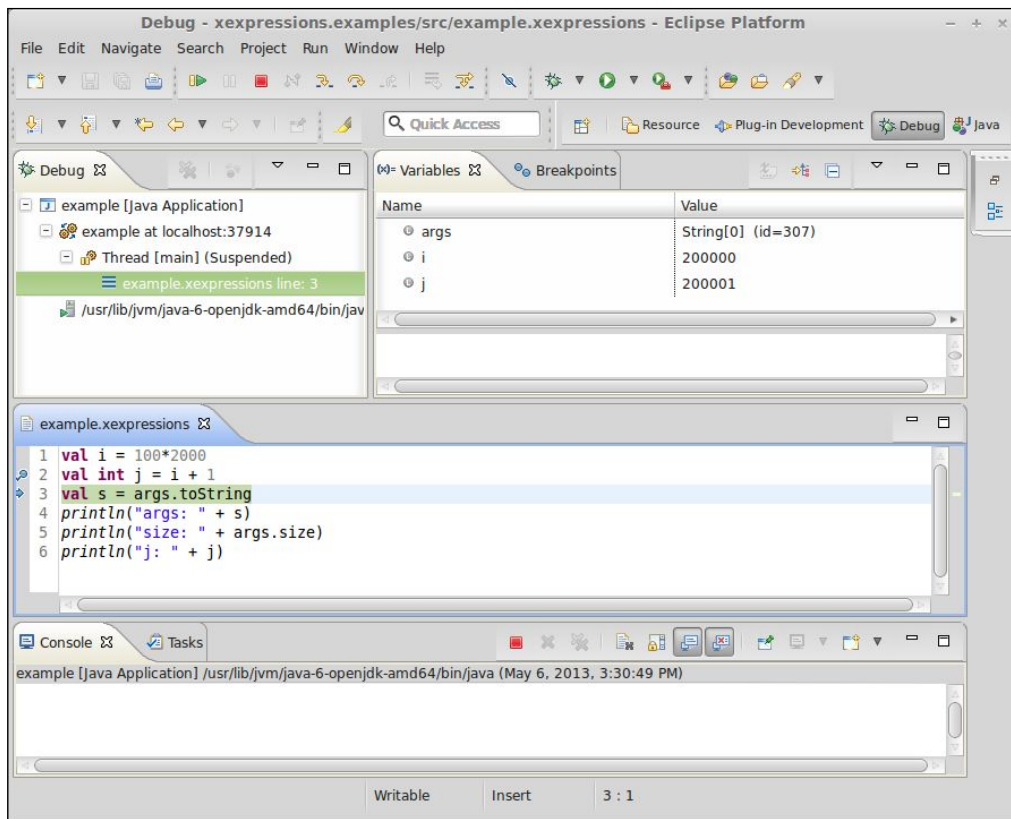 Debug - xexpressions.examples/src/example.xexpressions - Eclipse Platform
File Edit Navigate Search Project Run Window Help
Quick Access
Resource Plug-in Development Debug Java
Debug
(x)= Variables Breakpoints
example [Java Application]
example at localhost:37914
Thread [main] (Suspended)
example.xexpressions line: 3
/usr/lib/jvm/java-6-openjdk-amd64/bin/jav
Name Value
args String[0] (id=307)
i 200000
j 200001
example.xexpressions
1 val i = 100*2000
2 val int j = i + 1
3 val s = args.toString
4 println("args: " + s)
5 println("size: " + args.size)
6 println("j: " + j)
Console Tasks
example [Java Application] /usr/lib/jvm/java-6-openjdk-amd64/bin/java (May 6, 2013, 3:30:49 PM)
Writable Insert 3 : 1